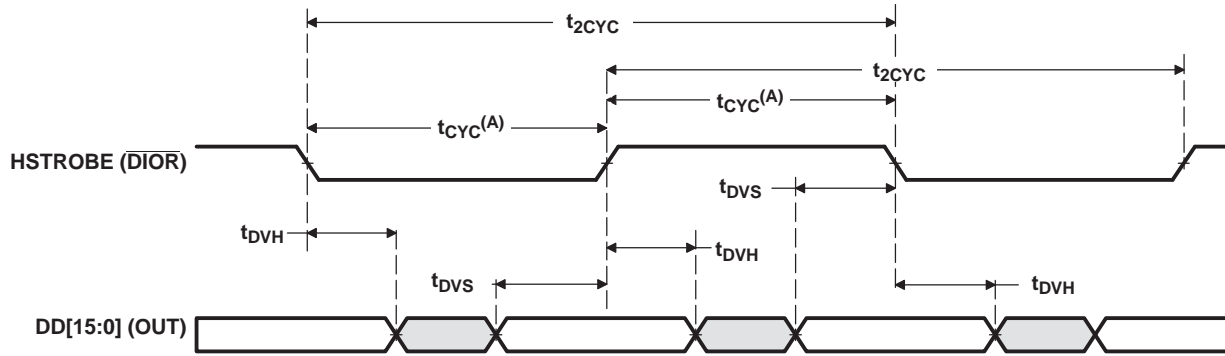 t2CYC
t2CYC
tCYC(A)
tCYC(A)
HSTROBE (DIOR)
tDVS
tDVH
tDVH
tDVS
tDVH
DD[15:0] (OUT)